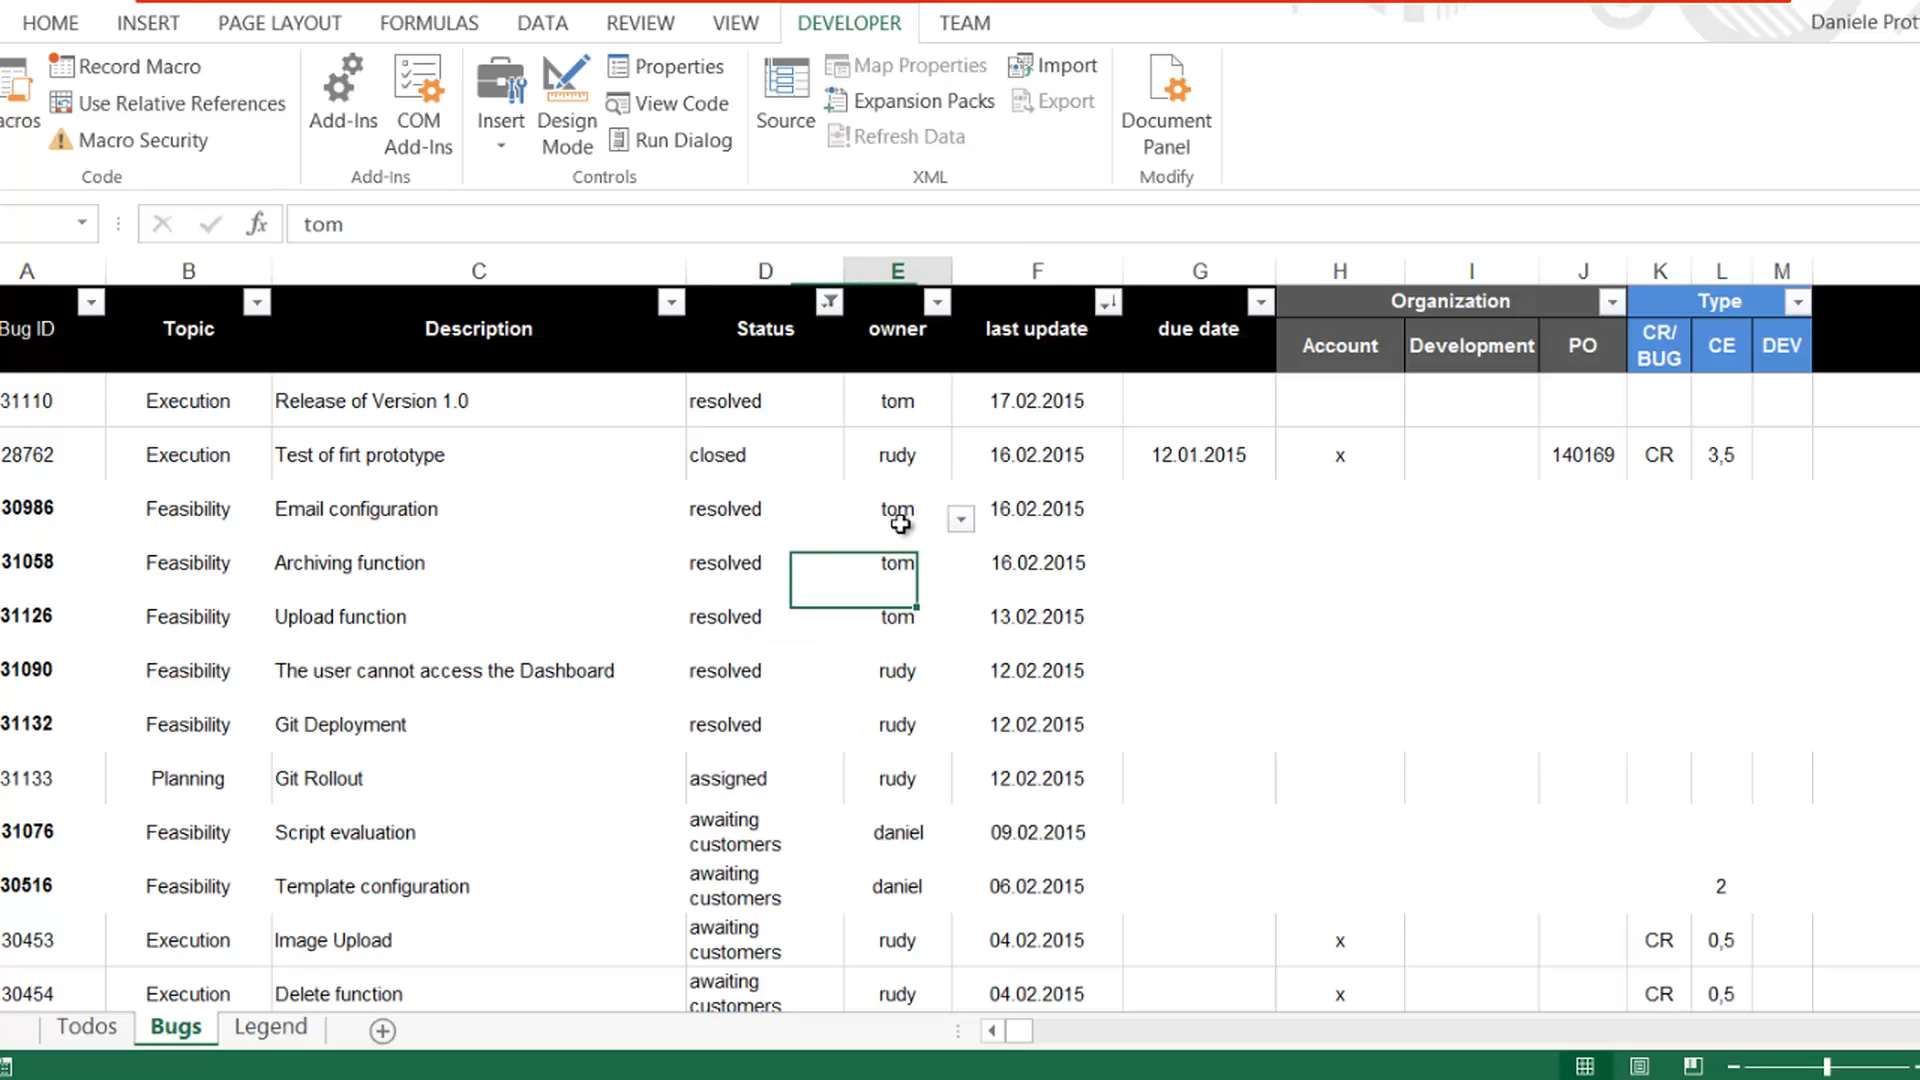 HOME INSERT PAGE LAYOUT FORMULAS DATA REVIEW VIEW DEVELOPER TEAM Daniele Prott
acros Record Macro
Use Relative References
Macro Security
Code
Add-Ins COM Add-Ins
Add-Ins
Insert Design Mode
Properties
View Code
Run Dialog
Controls
Source
Map Properties
Expansion Packs
Refresh Data
Import
Export
XML
Document Panel
Modify
fx tom
A B C D E F G H I J K L M
Bug ID Topic Description Status owner last update due date Organization Type
Account Development PO CR/ BUG CE DEV
31110 Execution Release of Version 1.0 resolved tom 17.02.2015
28762 Execution Test of firt prototype closed rudy 16.02.2015 12.01.2015 x 140169 CR 3,5
30986 Feasibility Email configuration resolved tom 16.02.2015
31058 Feasibility Archiving function resolved tom 16.02.2015
31126 Feasibility Upload function resolved tom 13.02.2015
31090 Feasibility The user cannot access the Dashboard resolved rudy 12.02.2015
31132 Feasibility Git Deployment resolved rudy 12.02.2015
31133 Planning Git Rollout assigned rudy 12.02.2015
31076 Feasibility Script evaluation awaiting customers daniel 09.02.2015
30516 Feasibility Template configuration awaiting customers daniel 06.02.2015 2
30453 Execution Image Upload awaiting customers rudy 04.02.2015 x CR 0,5
30454 Execution Delete function awaiting customers rudy 04.02.2015 x CR 0,5
Todos Bugs Legend